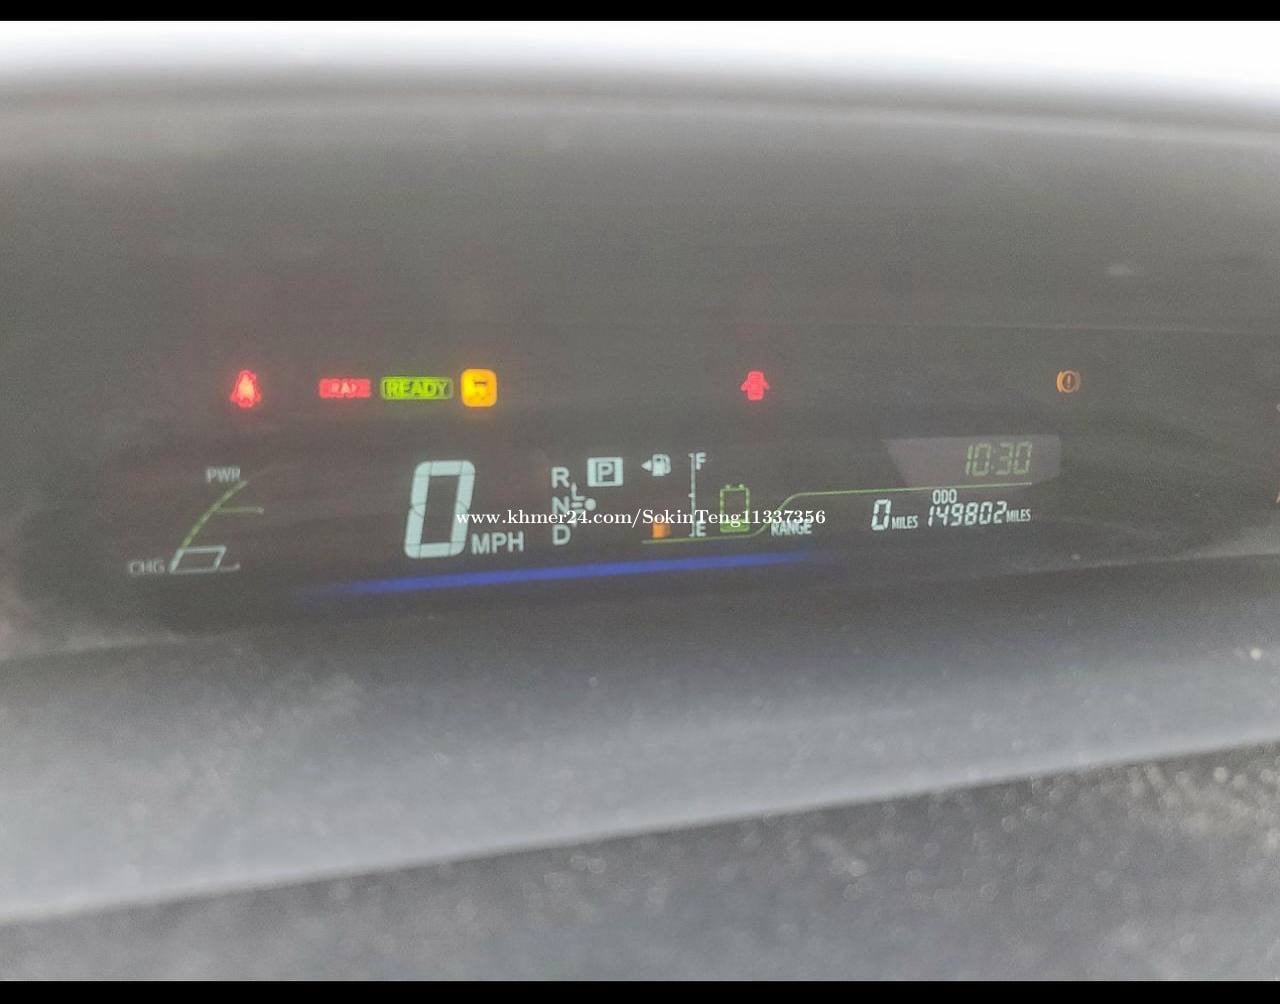 BRAKE READY
PWR
CHG
0 MPH
R
N
D
L
P
F
E
10:30
ODO
RANGE 0 MILES 149802 MILES
www.khmer24.com/SokinTeng11337356